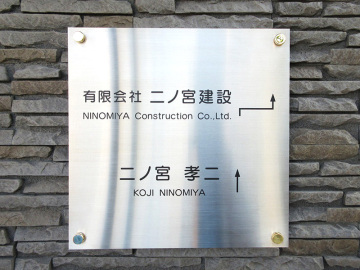 有限会社 二ノ宮建設
NINOMIYA Construction Co.,Ltd.
二ノ宮 孝二
KOJI NINOMIYA